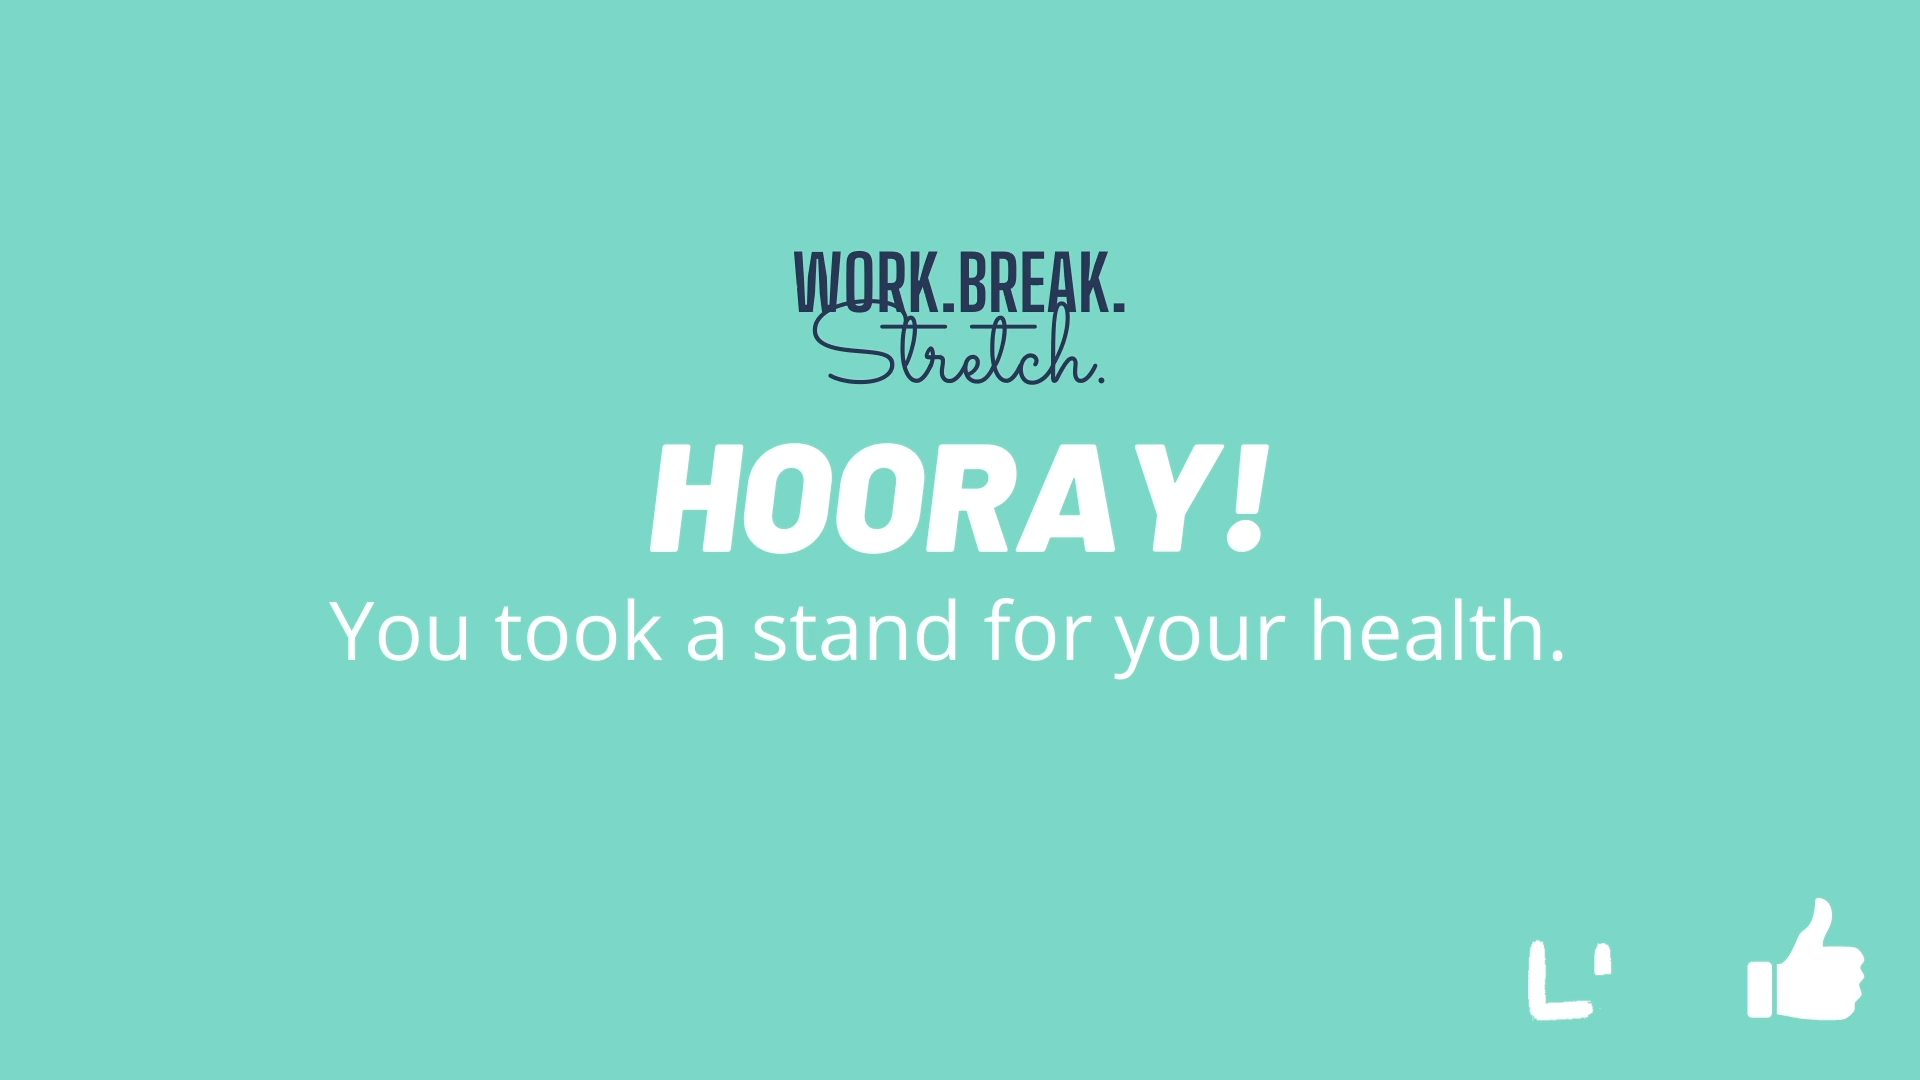 WORK.BREAK.
Stretch.
HOORAY!
You took a stand for your health.
L